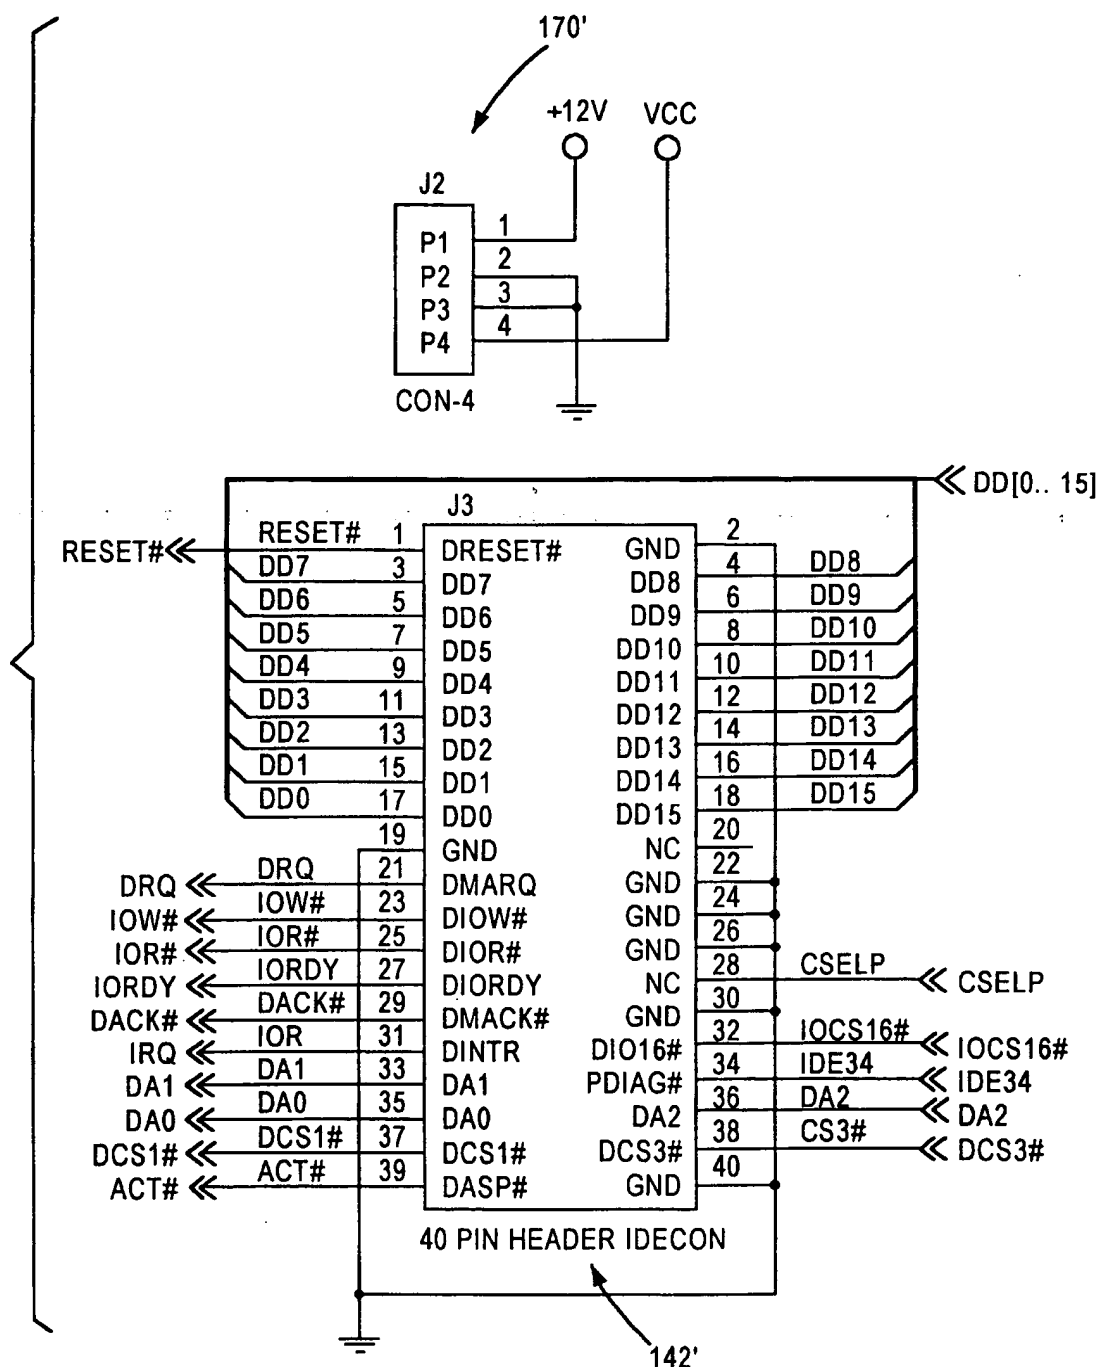 170'
+12V VCC
J2
P1 1
P2 2
P3 3
P4 4
CON-4
DD[0.. 15]
J3
RESET# RESET# 1 DRESET# GND 2
DD7 3 DD7 DD8 4 DD8
DD6 5 DD6 DD9 6 DD9
DD5 7 DD5 DD10 8 DD10
DD4 9 DD4 DD11 10 DD11
DD3 11 DD3 DD12 12 DD12
DD2 13 DD2 DD13 14 DD13
DD1 15 DD1 DD14 16 DD14
DD0 17 DD0 DD15 18 DD15
19 GND NC 20
DRQ DRQ 21 DMARQ GND 22
IOW# IOW# 23 DIOW# GND 24
IOR# IOR# 25 DIOR# GND 26
IORDY IORDY 27 DIORDY NC 28 CSELP CSELP
DACK# DACK# 29 DMACK# GND 30
IRQ IOR 31 DINTR DIO16# 32 IOCS16# IOCS16#
DA1 DA1 33 DA1 PDIAG# 34 IDE34 IDE34
DA0 DA0 35 DA0 DA2 36 DA2 DA2
DCS1# DCS1# 37 DCS1# DCS3# 38 CS3# DCS3#
ACT# ACT# 39 DASP# GND 40
40 PIN HEADER IDECON
142'